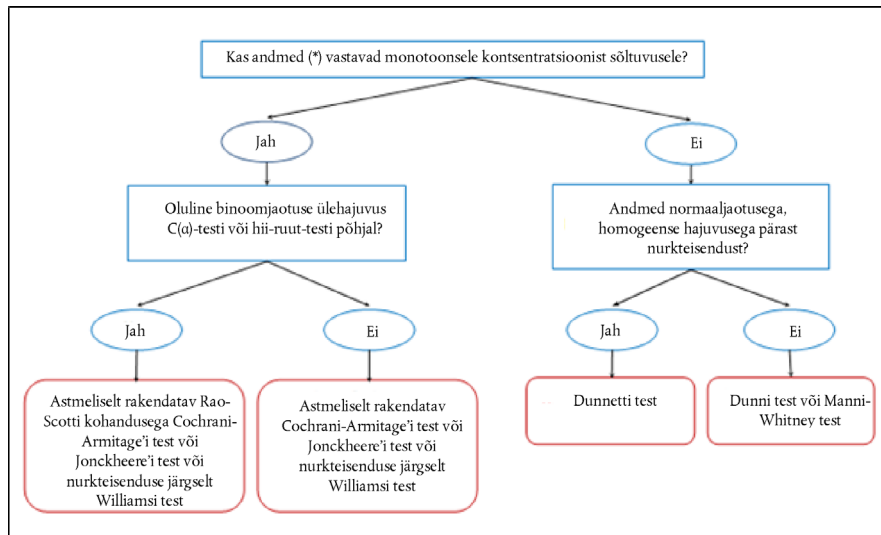 Kas andmed (*) vastavad monotoonsele kontsentratsioonist sõltuvusele?
Jah
Ei
Oluline binoomjaotuse ülehajuvus
C(α)-testi või hii-ruut-testi põhjal?
Andmed normaaljaotusega,
homogeense hajuvusega pärast
nurkteisendust?
Jah
Ei
Jah
Ei
Astmeliselt rakendatav Rao-
Scotti kohandusega Cochrani-
Armitage'i test või
Jonckheere'i test või
nurkteisenduse järgselt
Williamsi test
Astmeliselt rakendatav
Cochrani-Armitage'i test või
Jonckheere'i test või
nurkteisenduse järgselt
Williamsi test
Dunnetti test
Dunni test või Manni-
Whitney test